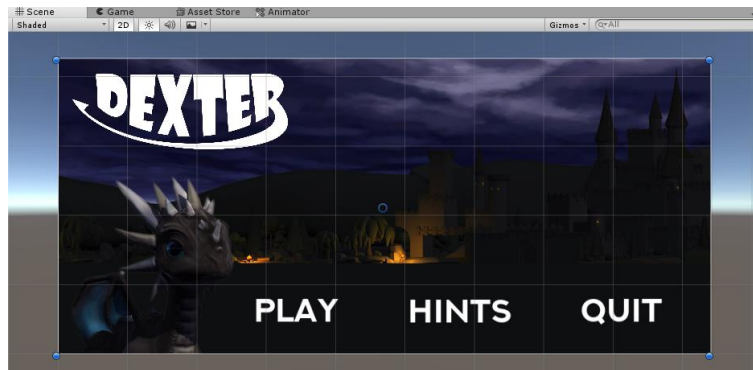 Scene Game Asset Store Animator
Shaded 2D Gizmos All
DEXTER
PLAY HINTS QUIT